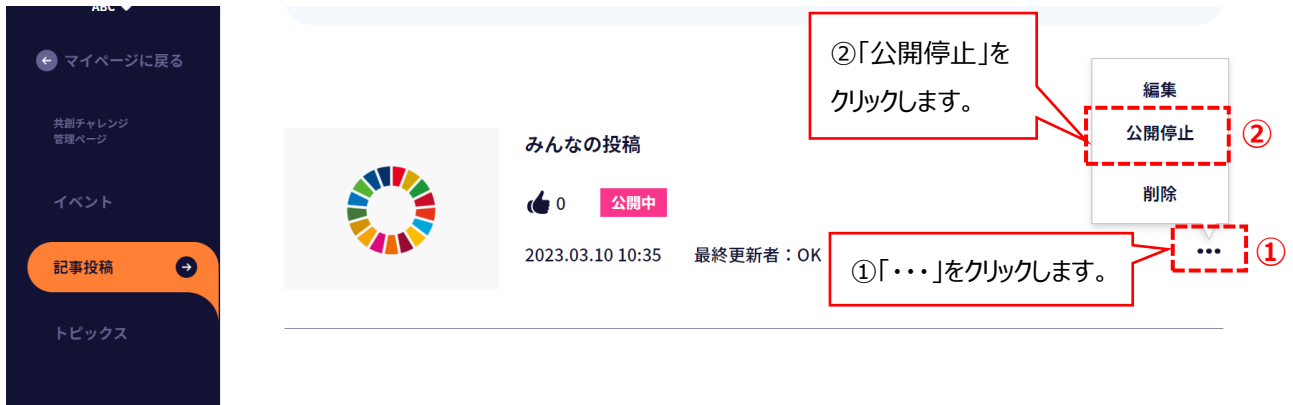 ABC
マイページに戻る
共創チャレンジ
管理ページ
イベント
記事投稿
トピックス
みんなの投稿
0 公開中
2023.03.10 10:35 最終更新者：OK
②「公開停止」を
クリックします。
編集
公開停止
②
削除
①「・・・」をクリックします。
•••
①